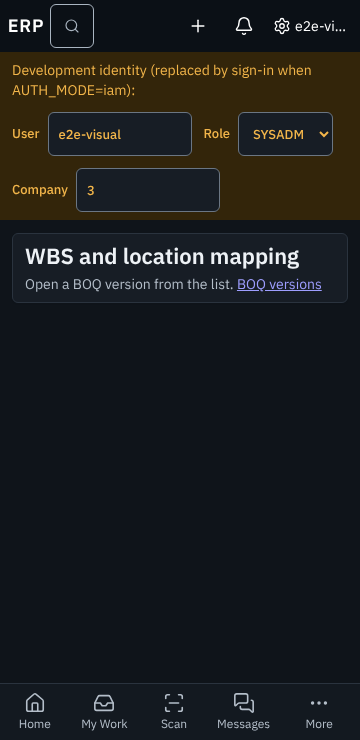 ERP
e2e-vi...
Development identity (replaced by sign-in when
AUTH_MODE=iam):
User e2e-visual Role SYSADM
Company 3
WBS and location mapping
Open a BOQ version from the list. BOQ versions
Home My Work Scan Messages More